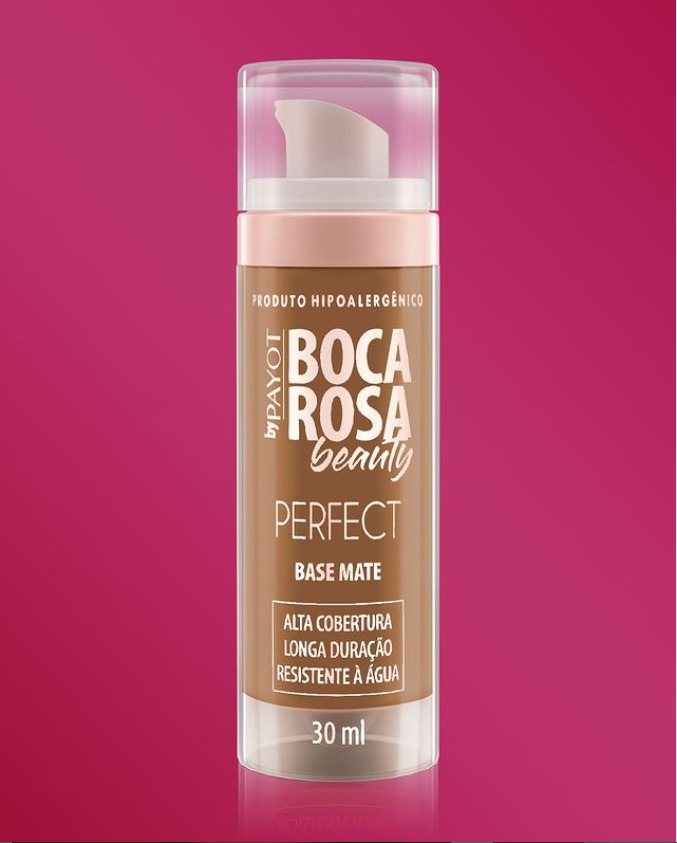 PRODUTO HIPOALERGÊNICO
by PAYOT
BOCA
ROSA
beauty
PERFECT
BASE MATE
ALTA COBERTURA
LONGA DURAÇÃO
RESISTENTE À ÁGUA
30 ml